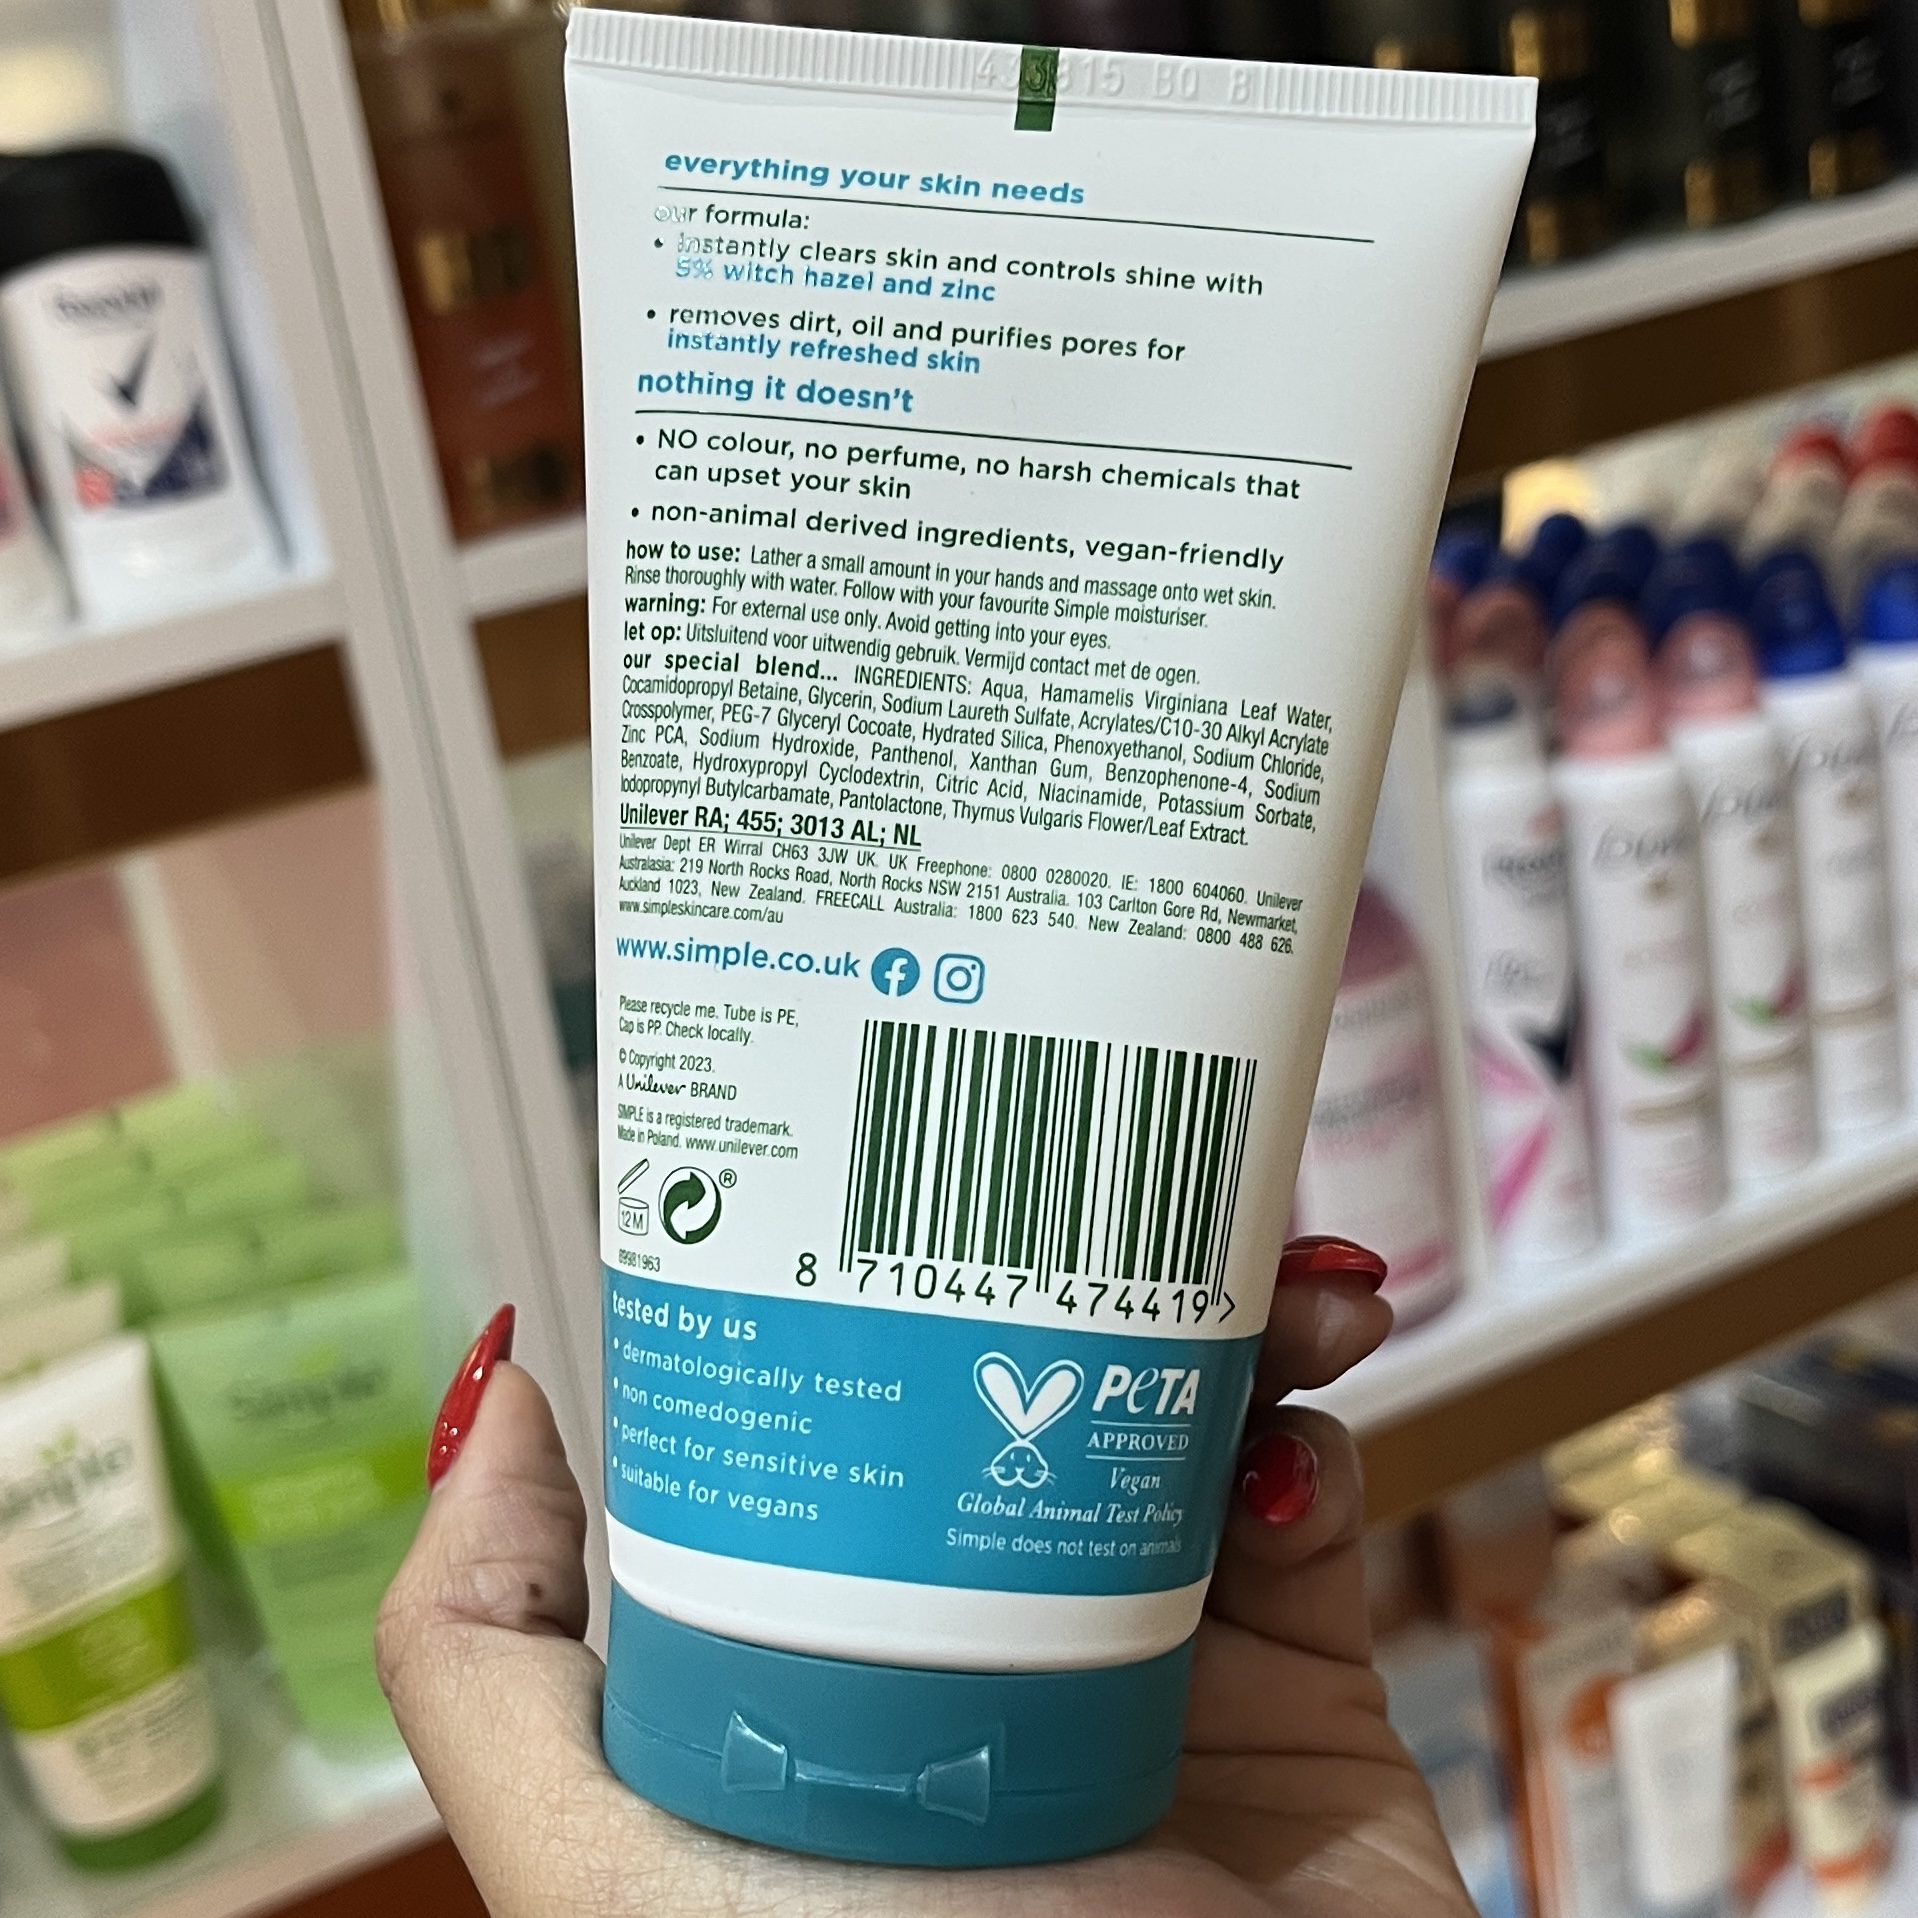 15 BQ 8
everything your skin needs
our formula:
• instantly clears skin and controls shine with
5% witch hazel and zinc
• removes dirt, oil and purifies pores for
instantly refreshed skin
nothing it doesn't
• NO colour, no perfume, no harsh chemicals that
can upset your skin
• non-animal derived ingredients, vegan-friendly
how to use: Lather a small amount in your hands and massage onto wet skin.
Rinse thoroughly with water. Follow with your favourite Simple moisturiser.
warning: For external use only. Avoid getting into your eyes.
let op: Uitsluitend voor uitwendig gebruik. Vermijd contact met de ogen.
our special blend... INGREDIENTS: Aqua, Hamamelis Virginiana Leaf Water,
Cocamidopropyl Betaine, Glycerin, Sodium Laureth Sulfate, Acrylates/C10-30 Alkyl Acrylate
Crosspolymer, PEG-7 Glyceryl Cocoate, Hydrated Silica, Phenoxyethanol, Sodium Chloride,
Zinc PCA, Sodium Hydroxide, Panthenol, Xanthan Gum, Benzophenone-4, Sodium
Benzoate, Hydroxypropyl Cyclodextrin, Citric Acid, Niacinamide, Potassium Sorbate,
Iodopropynyl Butylcarbamate, Pantolactone, Thymus Vulgaris Flower/Leaf Extract.
Unilever RA; 455; 3013 AL; NL
Unilever Dept ER Wirral CH63 3JW UK. UK Freephone: 0800 0280020. IE: 1800 604060. Unilever
Australasia: 219 North Rocks Road, North Rocks NSW 2151 Australia. 103 Carlton Gore Rd, Newmarket,
Auckland 1023, New Zealand. FREECALL Australia: 1800 623 540. New Zealand: 0800 488 626.
www.simpleskincare.com/au
www.simple.co.uk
Please recycle me. Tube is PE,
Cap is PP. Check locally.
© Copyright 2023.
A Unilever BRAND
SIMPLE is a registered trademark.
Made in Poland. www.unilever.com
12M
®
89981963
8 710447 474419 >
tested by us
• dermatologically tested
• non comedogenic
• perfect for sensitive skin
• suitable for vegans
PeTA
APPROVED
Vegan
Global Animal Test Policy
Simple does not test on animals
Simple